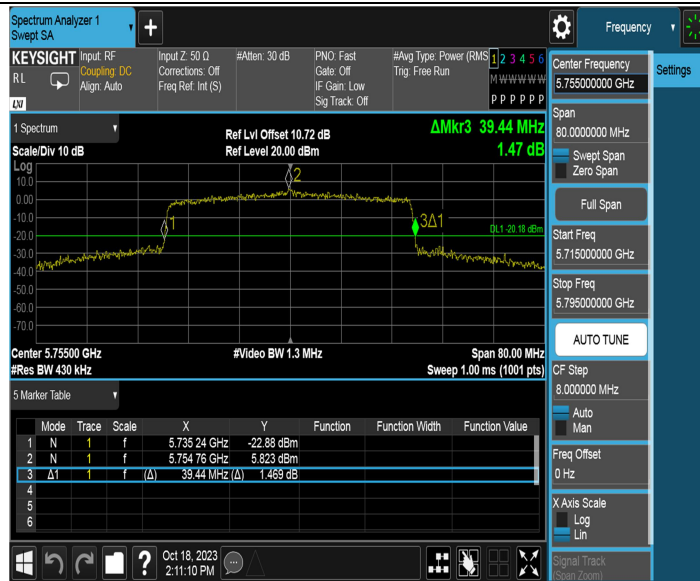 Spectrum Analyzer 1
Swept SA
+
Frequency
KEYSIGHT
RL
LXI
Input: RF
Coupling: DC
Align: Auto
Input Z: 50 Ω
Corrections: Off
Freq Ref: Int (S)
#Atten: 30 dB
PNO: Fast
Gate: Off
IF Gain: Low
Sig Track: Off
#Avg Type: Power (RMS
Trig: Free Run
1 2 3 4 5 6
M W W W W W
P P P P P P
Settings
Center Frequency
5.755000000 GHz
Span
80.0000000 MHz
Swept Span
Zero Span
Full Span
Start Freq
5.715000000 GHz
Stop Freq
5.795000000 GHz
AUTO TUNE
CF Step
8.000000 MHz
Auto
Man
Freq Offset
0 Hz
X Axis Scale
Log
Lin
Signal Track
(Span Zoom)
1 Spectrum
Scale/Div 10 dB
Ref Lvl Offset 10.72 dB
Ref Level 20.00 dBm
ΔMkr3 39.44 MHz
1.47 dB
Log
10.0
0.00
-10.0
-20.0
-30.0
-40.0
-50.0
-60.0
-70.0
1
2
3Δ1
DL1 -20.18 dBm
Center 5.75500 GHz
#Video BW 1.3 MHz
Span 80.00 MHz
#Res BW 430 kHz
Sweep 1.00 ms (1001 pts)
5 Marker Table
Mode Trace Scale X Y Function Function Width Function Value
1 N 1 f 5.735 24 GHz -22.88 dBm
2 N 1 f 5.754 76 GHz 5.823 dBm
3 Δ1 1 f (Δ) 39.44 MHz (Δ) 1.469 dB
4
5
6
?
Oct 18, 2023
2:11:10 PM